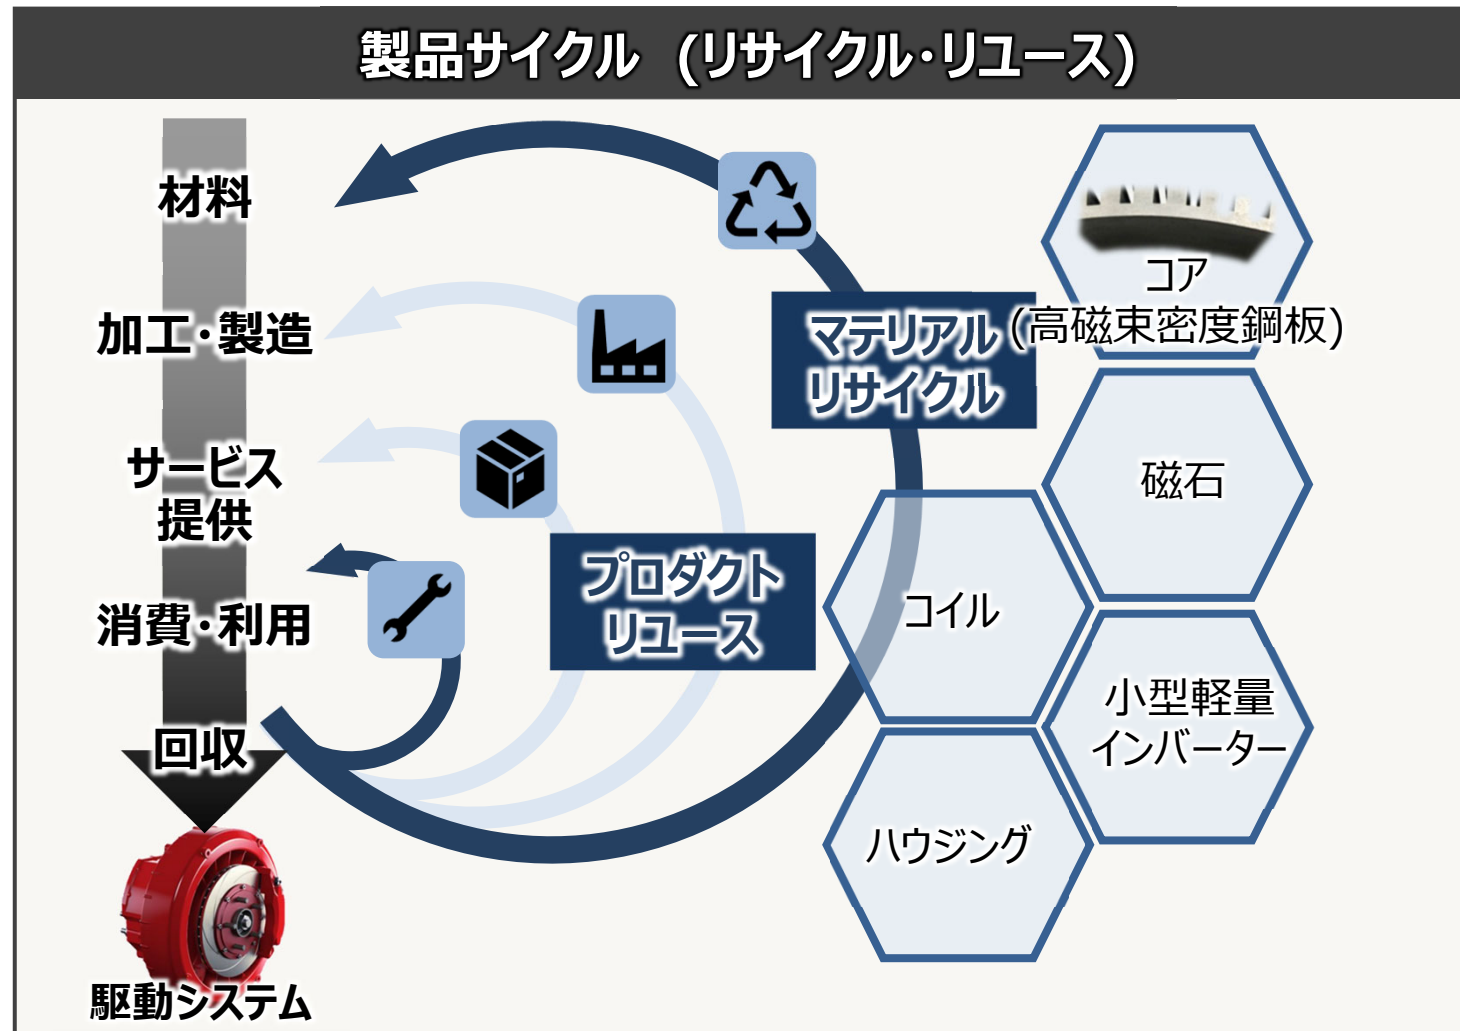 製品サイクル (リサイクル・リユース)
材料
加工・製造
サービス
提供
消費・利用
回収
駆動システム
マテリアル
リサイクル
プロダクト
リユース
コア
(高磁束密度鋼板)
磁石
コイル
小型軽量
インバーター
ハウジング